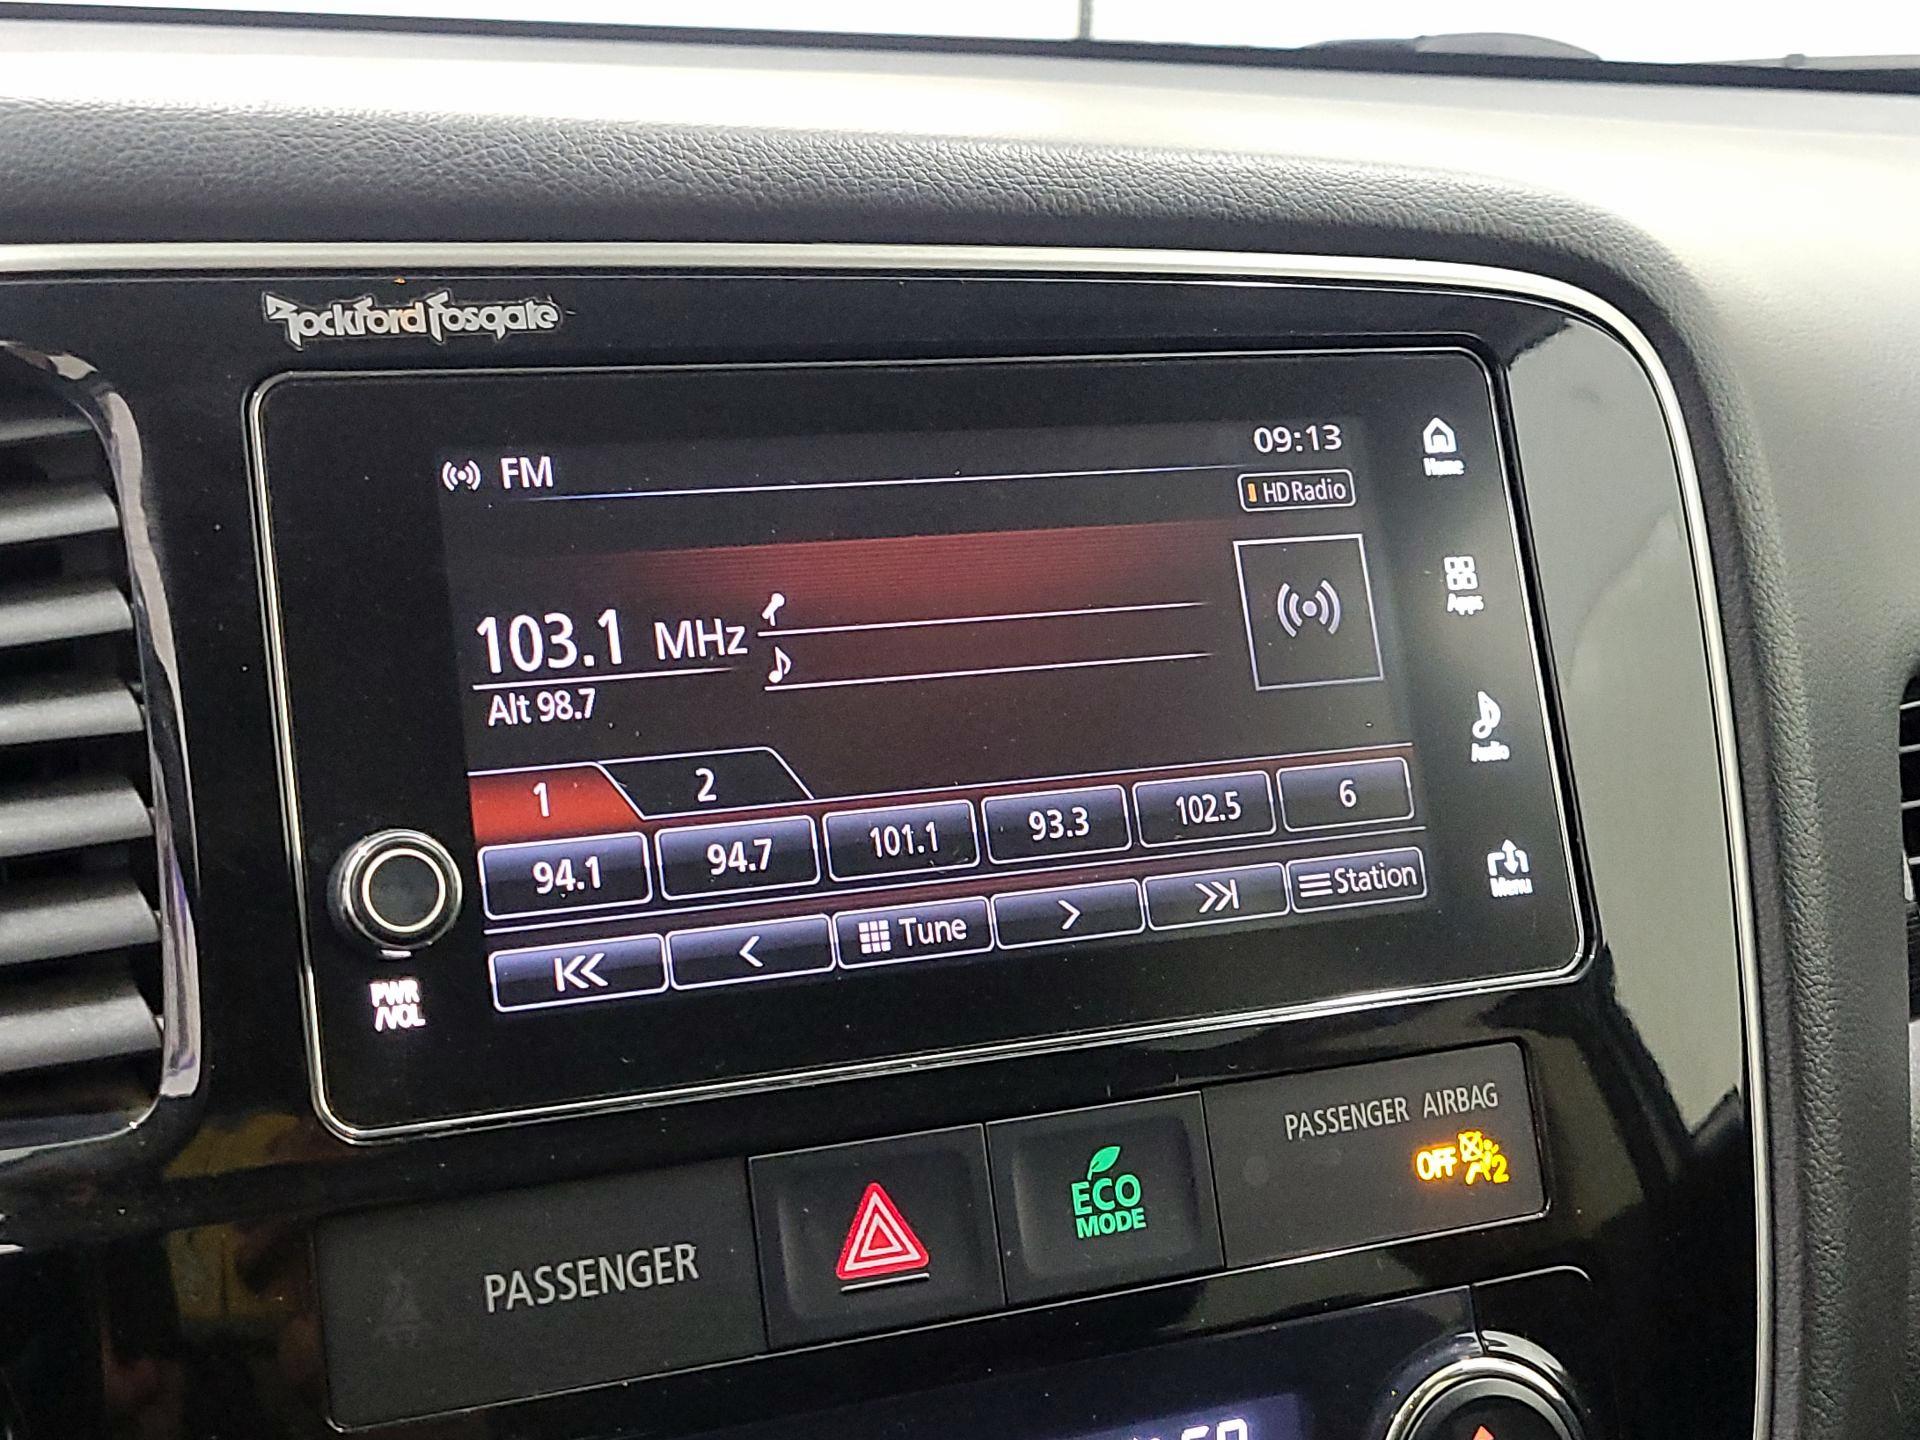 Rockford Fosgate
FM
09:13
HD Radio
Home
103.1 MHz
Alt 98.7
Apps
Audio
1
2
94.1
94.7
101.1
93.3
102.5
6
Tune
Station
Menu
PWR
/VOL
PASSENGER
ECO
MODE
PASSENGER AIRBAG
OFF
2